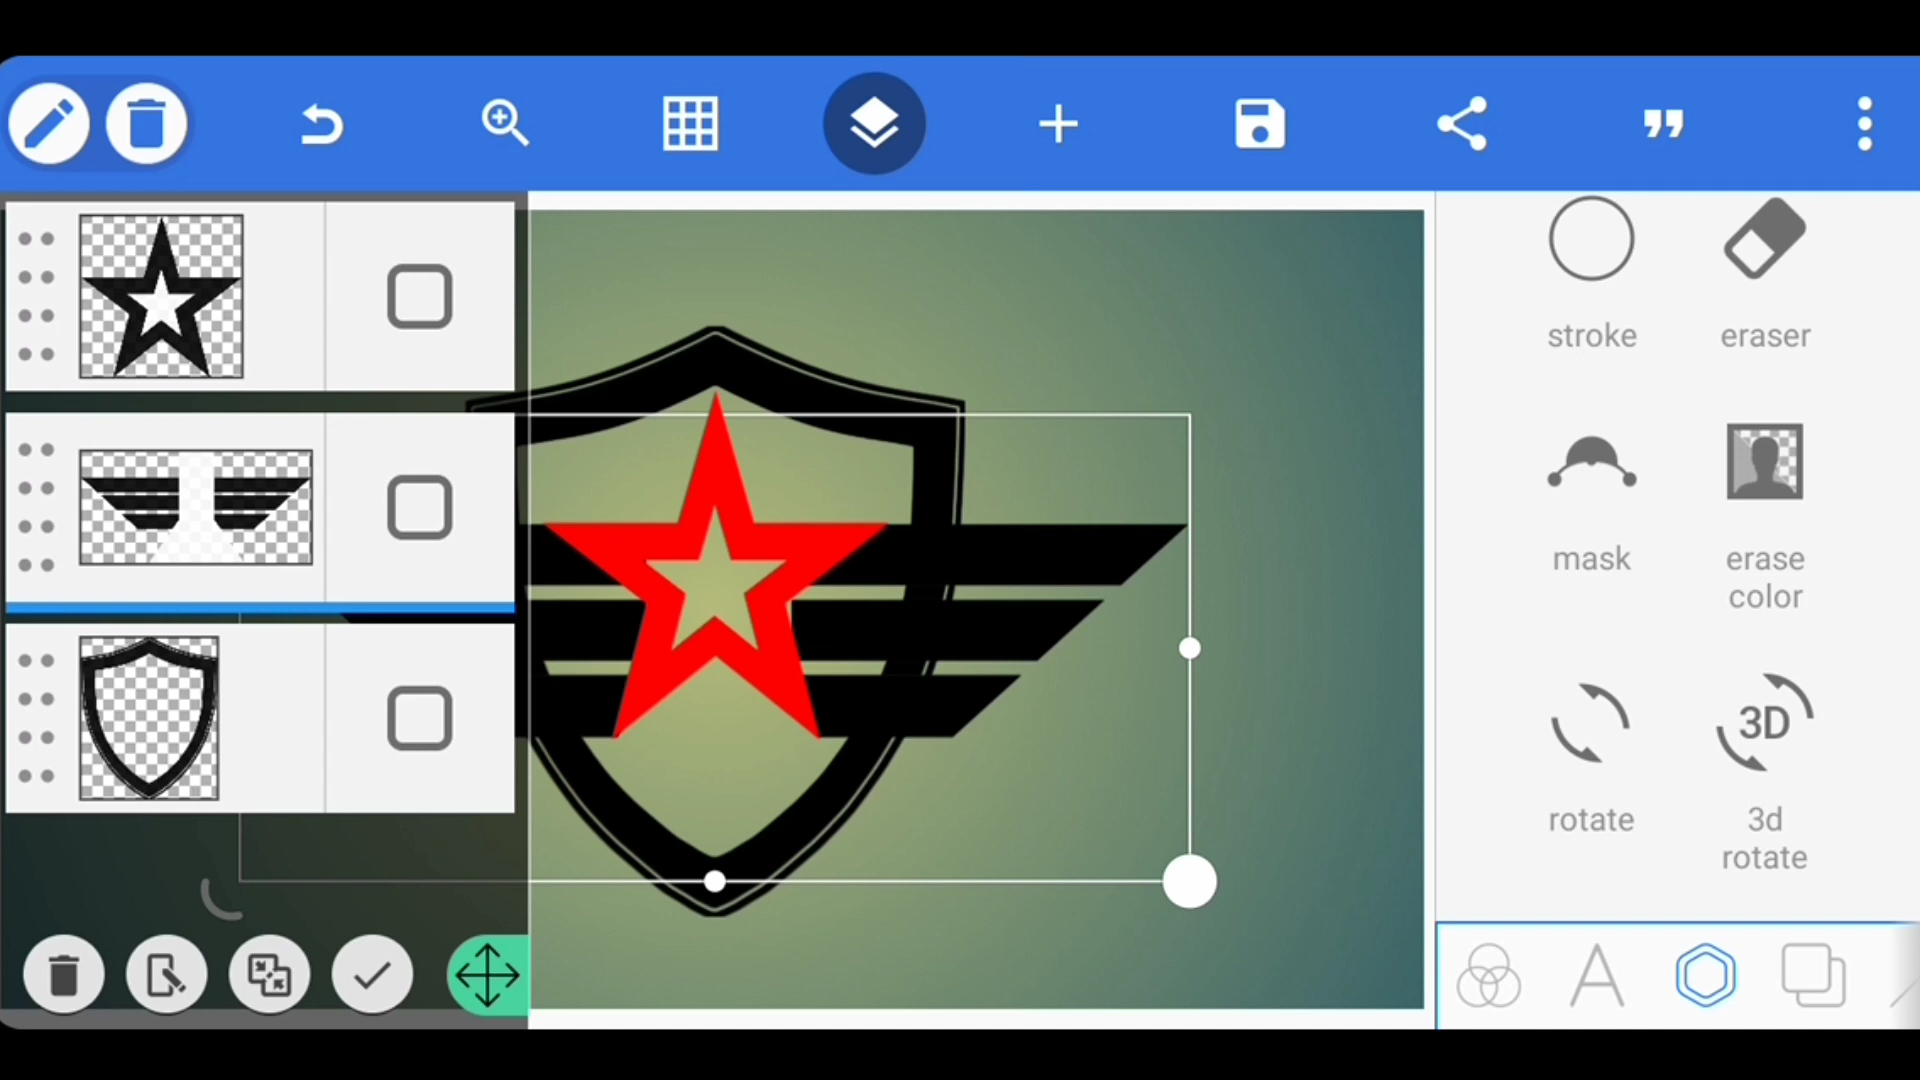 stroke
eraser
mask
erase
color
3D
rotate
3d
rotate